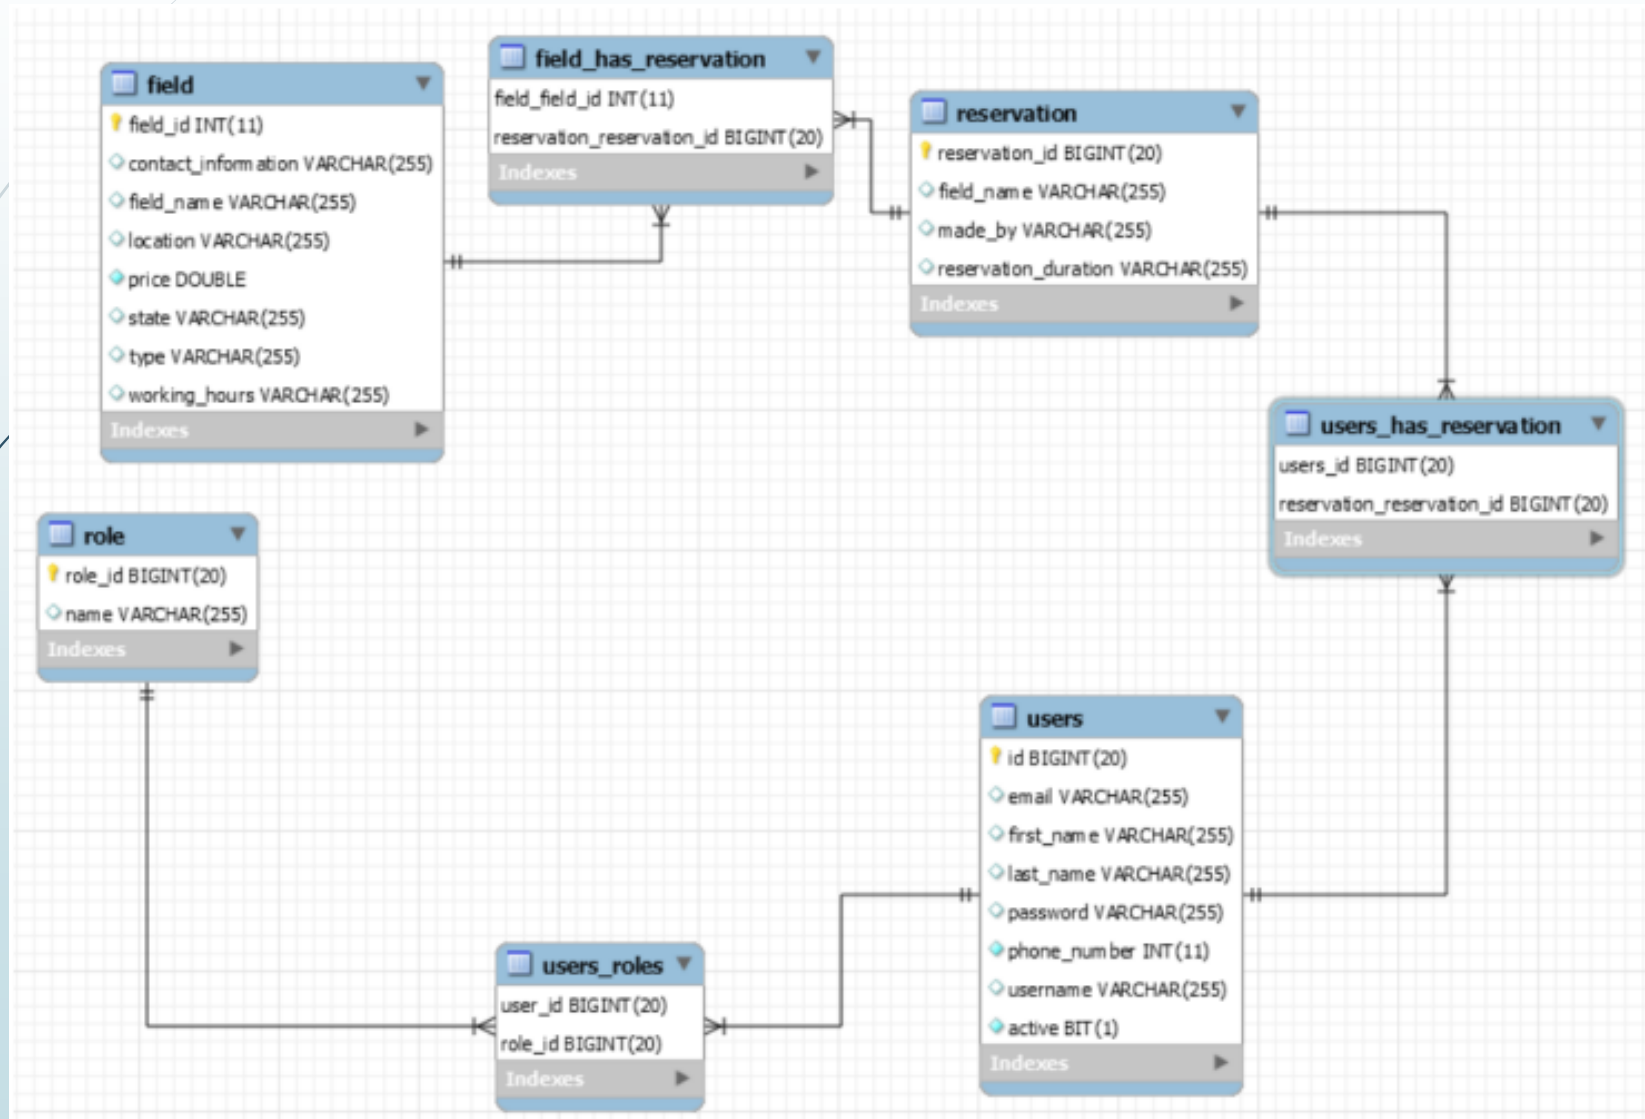 field
field_id INT(11)
contact_information VARCHAR(255)
field_name VARCHAR(255)
location VARCHAR(255)
price DOUBLE
state VARCHAR(255)
type VARCHAR(255)
working_hours VARCHAR(255)
Indexes
field_has_reservation
field_field_id INT(11)
reservation_reservation_id BIGINT(20)
Indexes
reservation
reservation_id BIGINT(20)
field_name VARCHAR(255)
made_by VARCHAR(255)
reservation_duration VARCHAR(255)
Indexes
users_has_reservation
users_id BIGINT(20)
reservation_reservation_id BIGINT(20)
Indexes
role
role_id BIGINT(20)
name VARCHAR(255)
Indexes
users
id BIGINT(20)
email VARCHAR(255)
first_name VARCHAR(255)
last_name VARCHAR(255)
password VARCHAR(255)
phone_number INT(11)
username VARCHAR(255)
active BIT(1)
Indexes
users_roles
user_id BIGINT(20)
role_id BIGINT(20)
Indexes